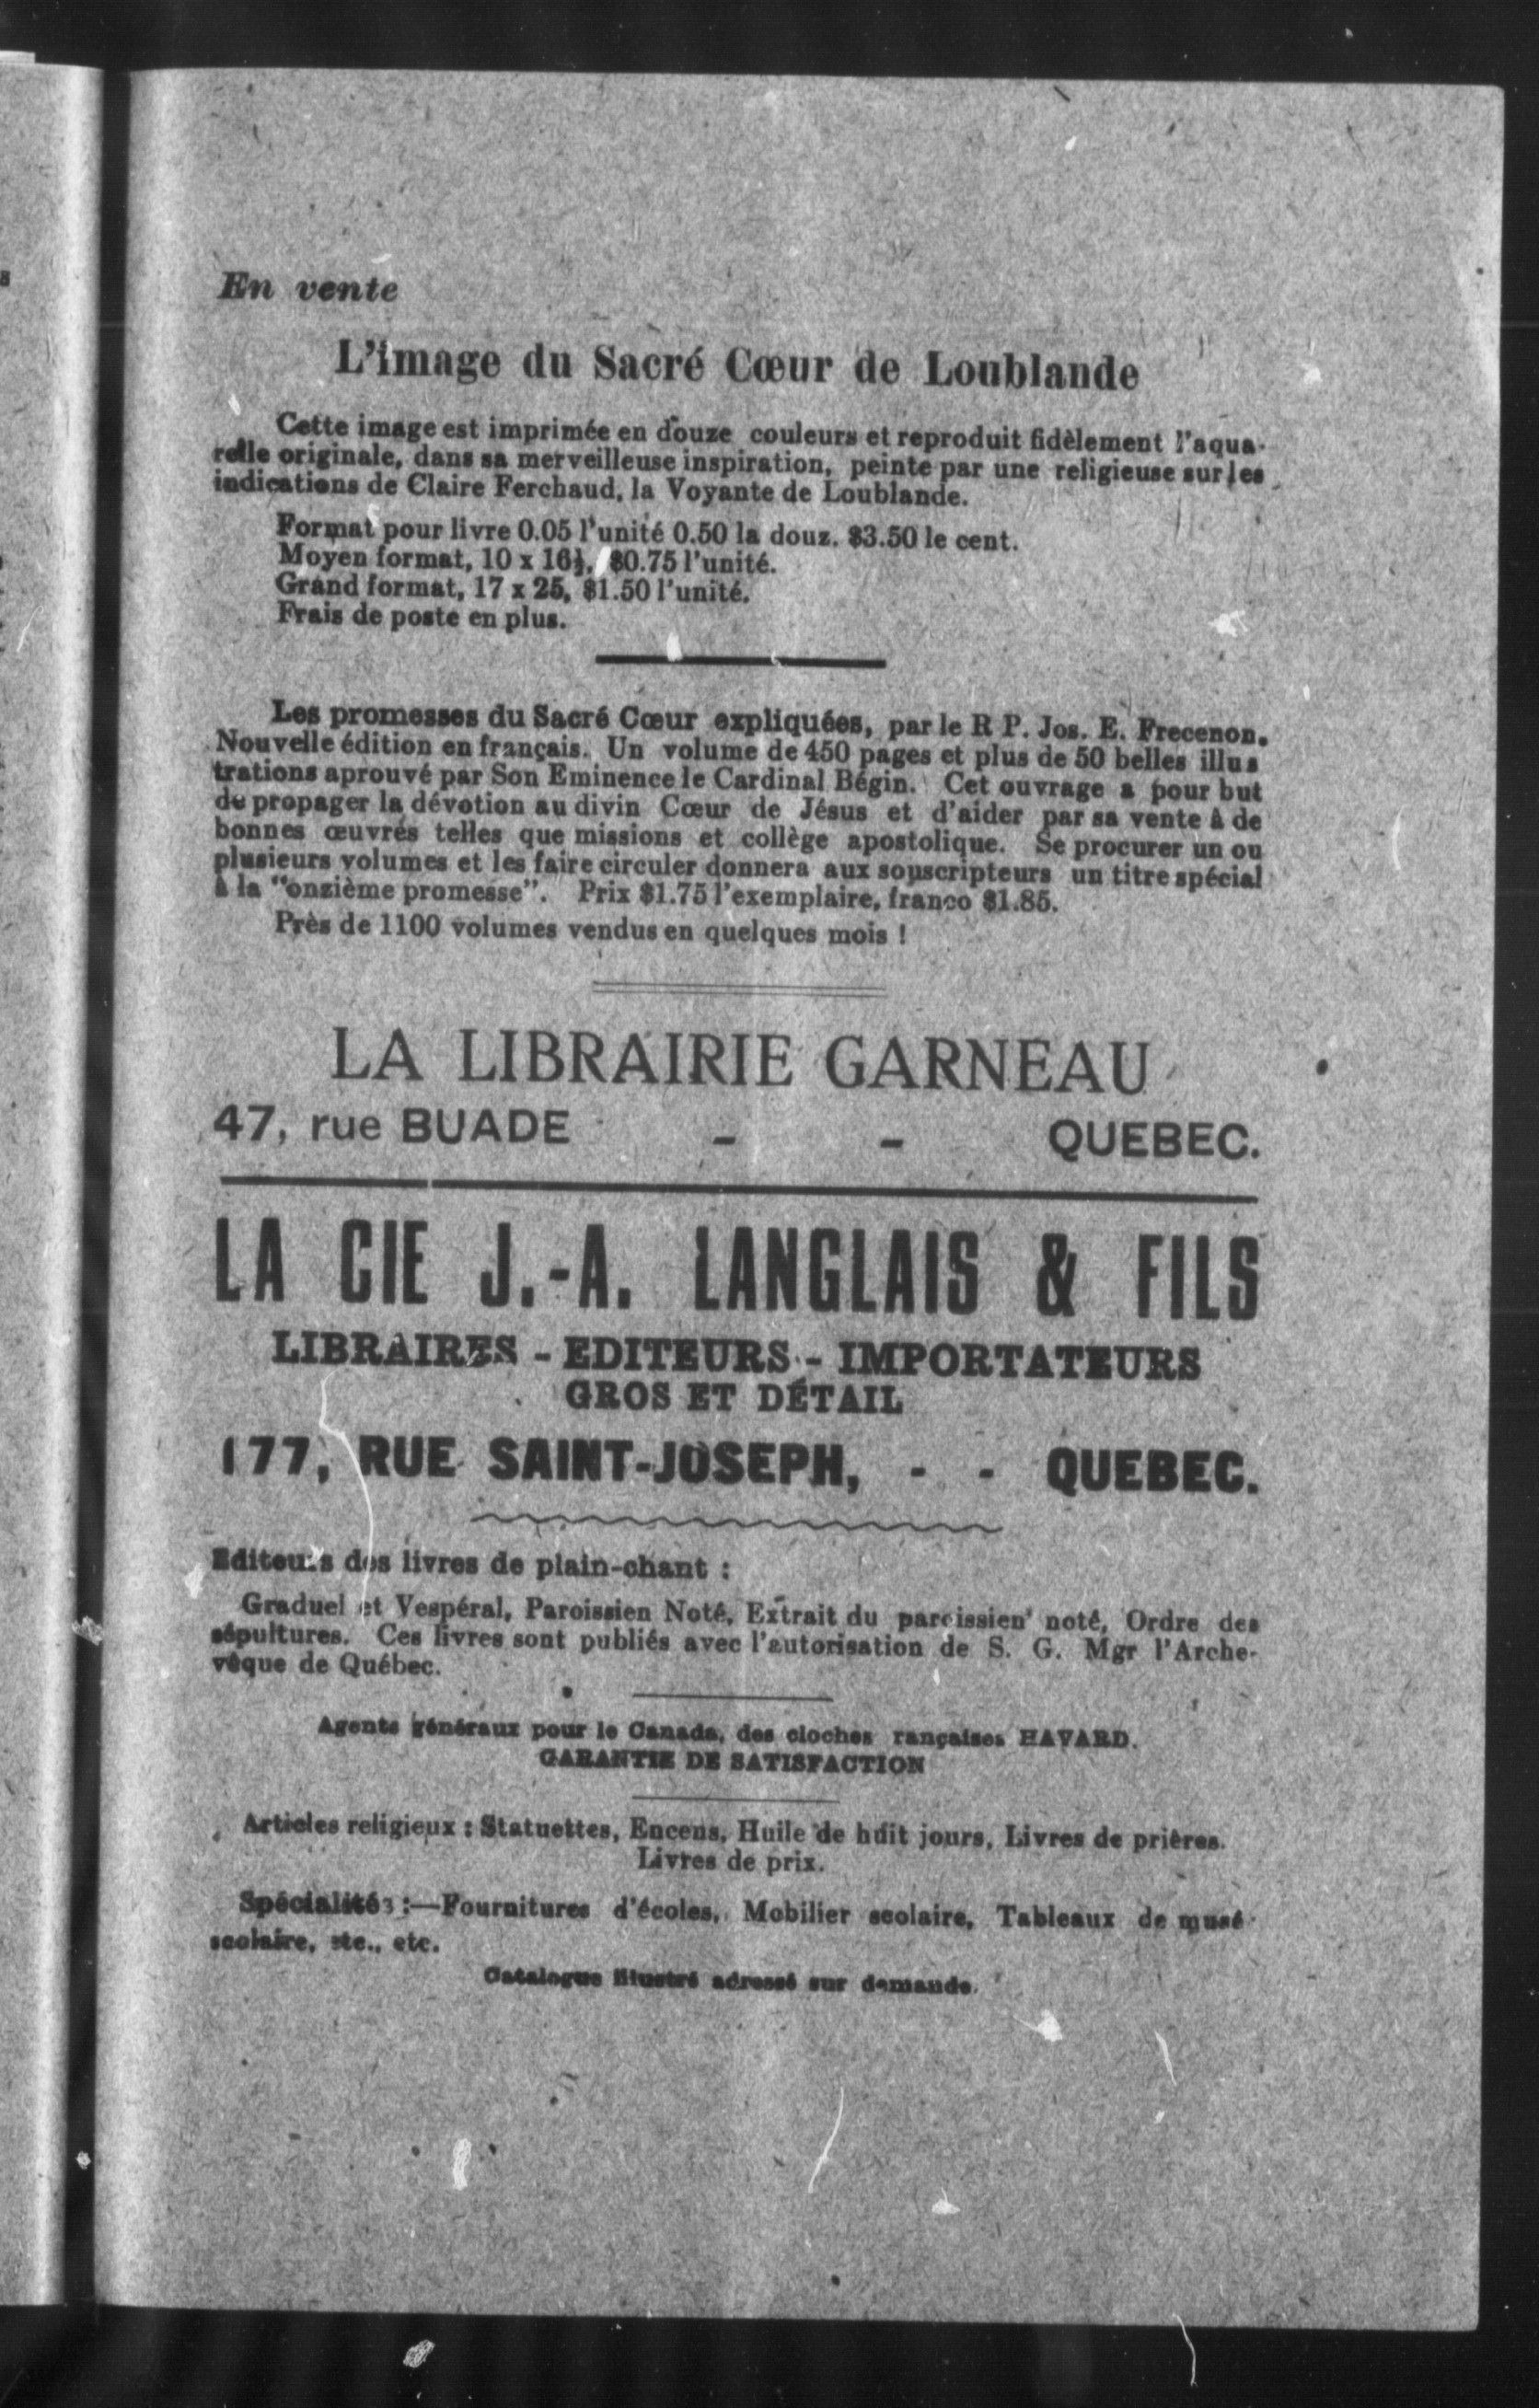 En vente
L'image du Sacré Cœur de Loublande
Cette image est imprimée en douze couleurs et reproduit fidèlement l'aqua-
relle originale, dans sa merveilleuse inspiration, peinte par une religieuse sur les
indications de Claire Ferchaud, la Voyante de Loublande.
Format pour livre 0.05 l'unité 0.50 la douz. $3.50 le cent.
Moyen format, 10 x 16½, $0.75 l'unité.
Grand format, 17 x 25, $1.50 l'unité.
Frais de poste en plus.
Les promesses du Sacré Cœur expliquées, par le R P. Jos. E. Frecenon.
Nouvelle édition en français. Un volume de 450 pages et plus de 50 belles illus
trations aprouvé par Son Eminence le Cardinal Bégin. Cet ouvrage a pour but
de propager la dévotion au divin Cœur de Jésus et d'aider par sa vente à de
bonnes œuvres telles que missions et collège apostolique. Se procurer un ou
plusieurs volumes et les faire circuler donnera aux souscripteurs un titre spécial
à la "onzième promesse". Prix $1.75 l'exemplaire, franco $1.85.
Près de 1100 volumes vendus en quelques mois !
LA LIBRAIRIE GARNEAU
47, rue BUADE - - QUEBEC.
LA CIE J.-A. LANGLAIS & FILS
LIBRAIRES - EDITEURS - IMPORTATEURS
GROS ET DÉTAIL
177, RUE SAINT-JOSEPH, - - QUEBEC.
Editeurs des livres de plain-chant :
Graduel et Vespéral, Paroissien Noté, Extrait du paroissien noté, Ordre des
sépultures. Ces livres sont publiés avec l'autorisation de S. G. Mgr l'Arche-
vêque de Québec.
Agents généraux pour le Canada, des cloches rançaises HAVARD.
GARANTIE DE SATISFACTION
Articles religieux : Statuettes, Encens, Huile de huit jours, Livres de prières.
Livres de prix.
Spécialités :—Fournitures d'écoles, Mobilier scolaire, Tableaux de musé
scolaire, etc., etc.
Catalogue illustré adressé sur demande.